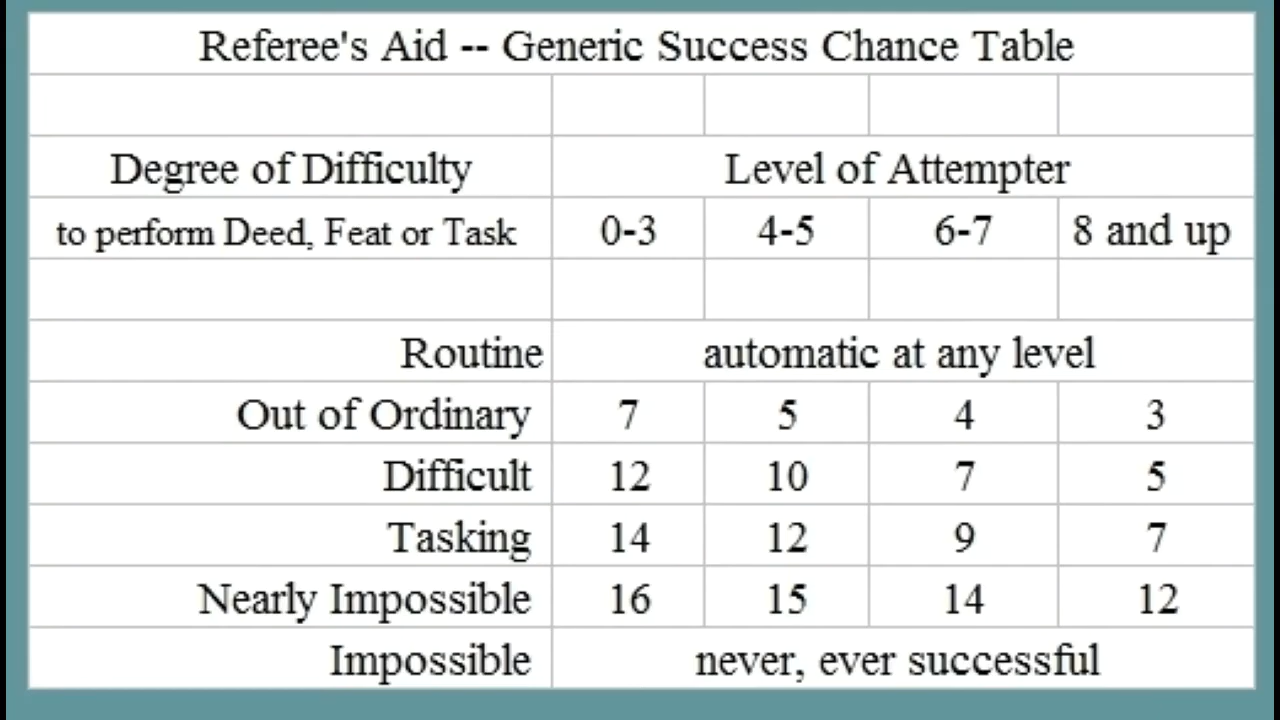 Referee's Aid -- Generic Success Chance Table
Degree of Difficulty Level of Attempter
to perform Deed, Feat or Task 0-3 4-5 6-7 8 and up
Routine automatic at any level
Out of Ordinary 7 5 4 3
Difficult 12 10 7 5
Tasking 14 12 9 7
Nearly Impossible 16 15 14 12
Impossible never, ever successful